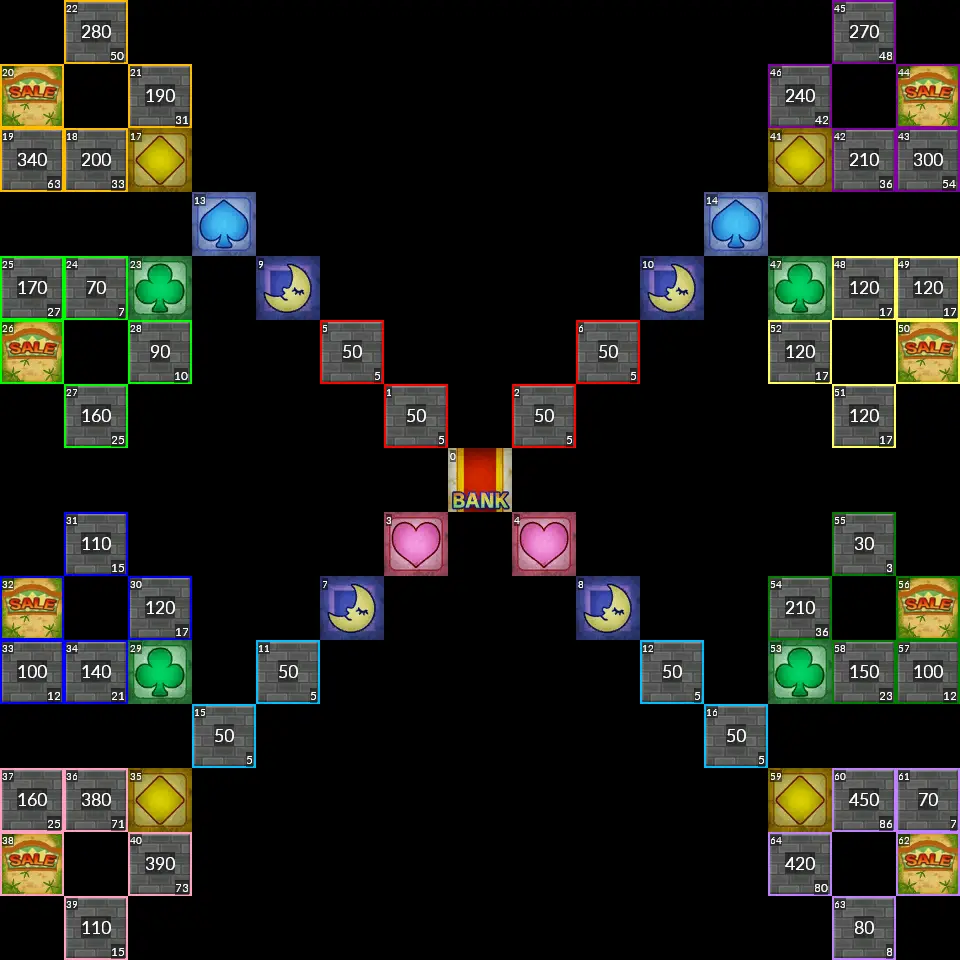 22 280 50
45 270 48
20 SALE
21 190 31
46 240 42
44 SALE
19 340 63
18 200 33
17
41
42 210 36
43 300 54
13
14
25 170 27
24 70 7
23
9
10
47
48 120 17
49 120 17
26 SALE
28 90 10
5 50 5
6 50 5
52 120 17
50 SALE
27 160 25
1 50 5
2 50 5
51 120 17
0 BANK
31 110 15
3
4
55 30 3
32 SALE
30 120 17
7
8
54 210 36
56 SALE
33 100 12
34 140 21
29
11 50 5
12 50 5
53
58 150 23
57 100 12
15 50 5
16 50 5
37 160 25
36 380 71
35
59
60 450 86
61 70 7
38 SALE
40 390 73
64 420 80
62 SALE
39 110 15
63 80 8